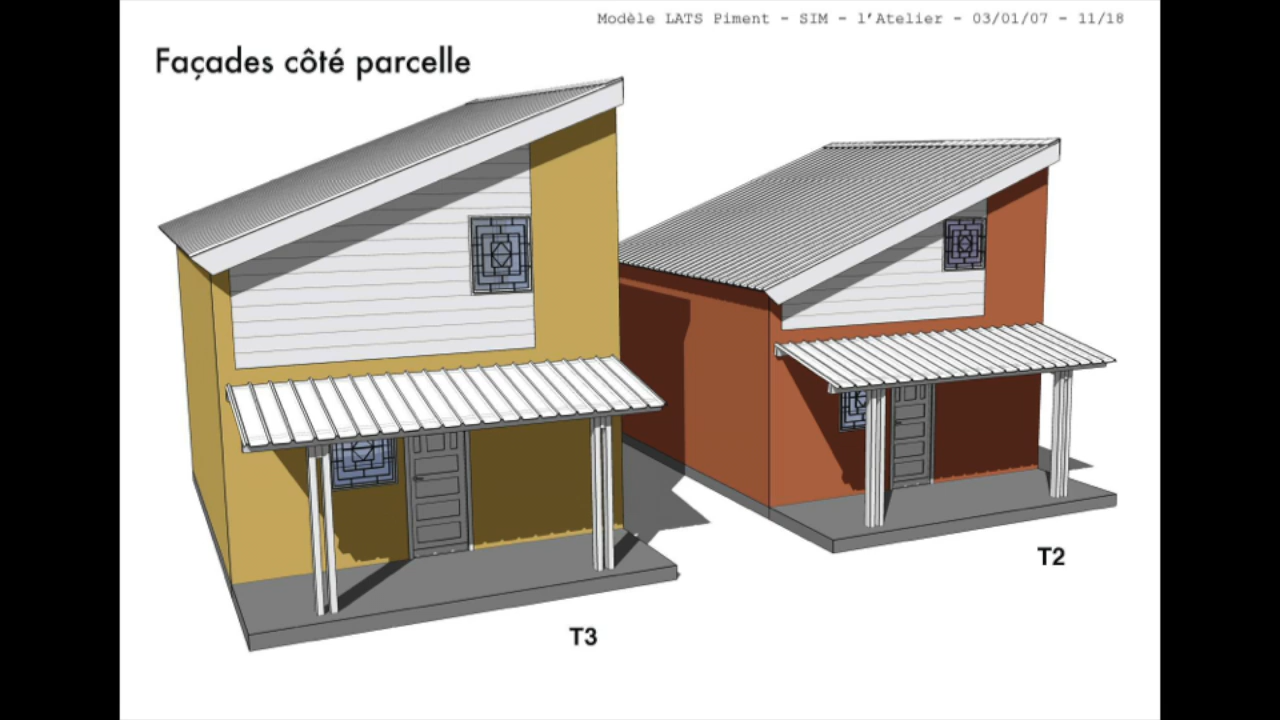 Modèle LATS Piment - SIM - l'Atelier - 03/01/07 - 11/18
Façades côté parcelle
T2
T3